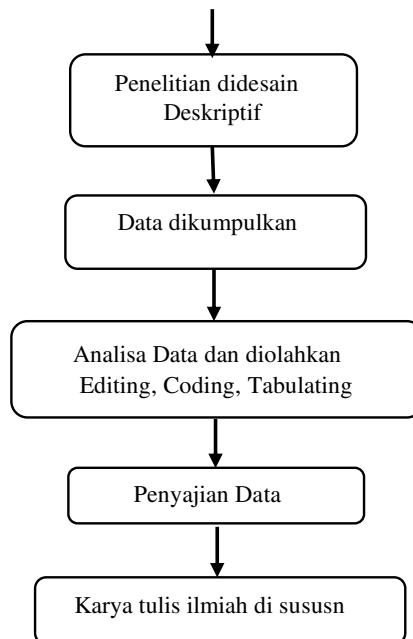 Penelitian didesain
Deskriptif
Data dikumpulkan
Analisa Data dan diolahkan
Editing, Coding, Tabulating
Penyajian Data
Karya tulis ilmiah di sususn